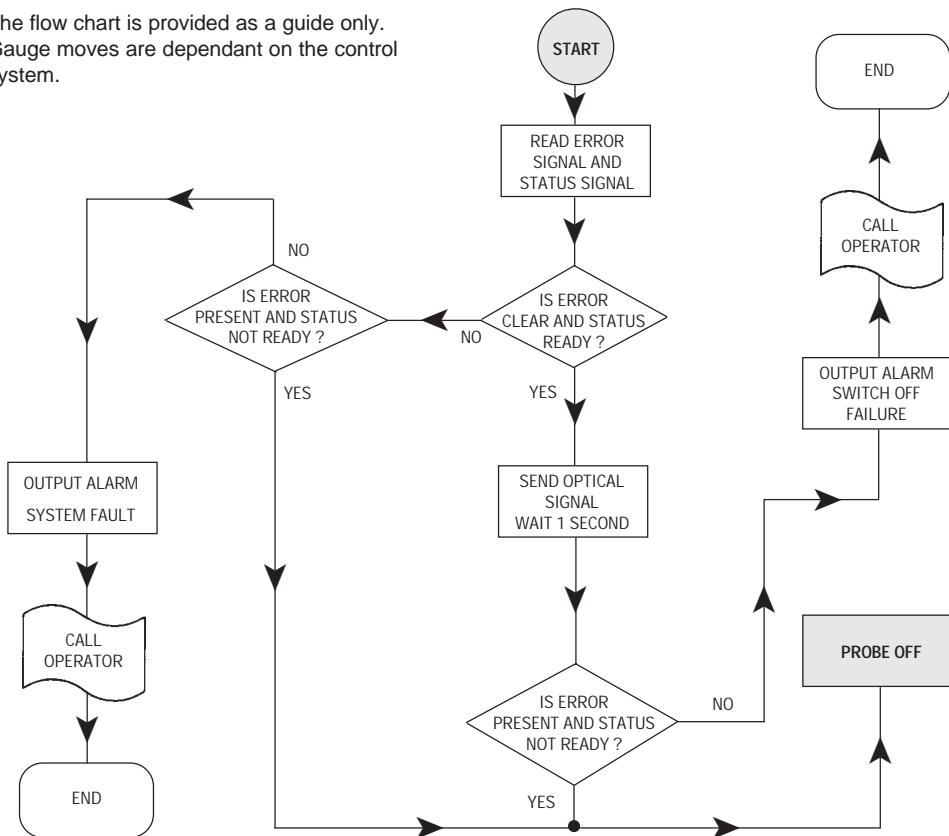 he flow chart is provided as a guide only.
Gauge moves are dependant on the control
ystem.
START
READ ERROR
SIGNAL AND
STATUS SIGNAL
IS ERROR
CLEAR AND STATUS
READY ?
NO
YES
IS ERROR
PRESENT AND STATUS
NOT READY ?
NO
YES
OUTPUT ALARM
SYSTEM FAULT
CALL
OPERATOR
END
SEND OPTICAL
SIGNAL
WAIT 1 SECOND
IS ERROR
PRESENT AND STATUS
NOT READY ?
NO
YES
OUTPUT ALARM
SWITCH OFF
FAILURE
CALL
OPERATOR
END
PROBE OFF